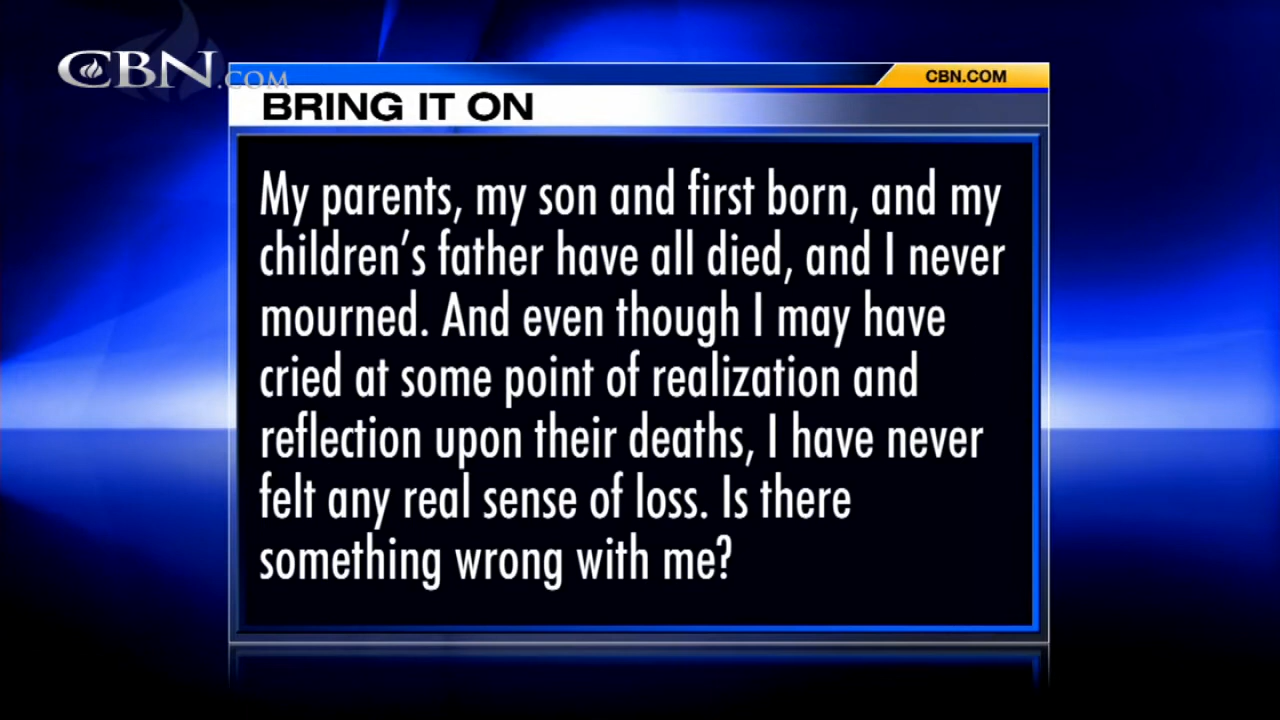 CBN.COM
CBN.COM
BRING IT ON
My parents, my son and first born, and my
children's father have all died, and I never
mourned. And even though I may have
cried at some point of realization and
reflection upon their deaths, I have never
felt any real sense of loss. Is there
something wrong with me?